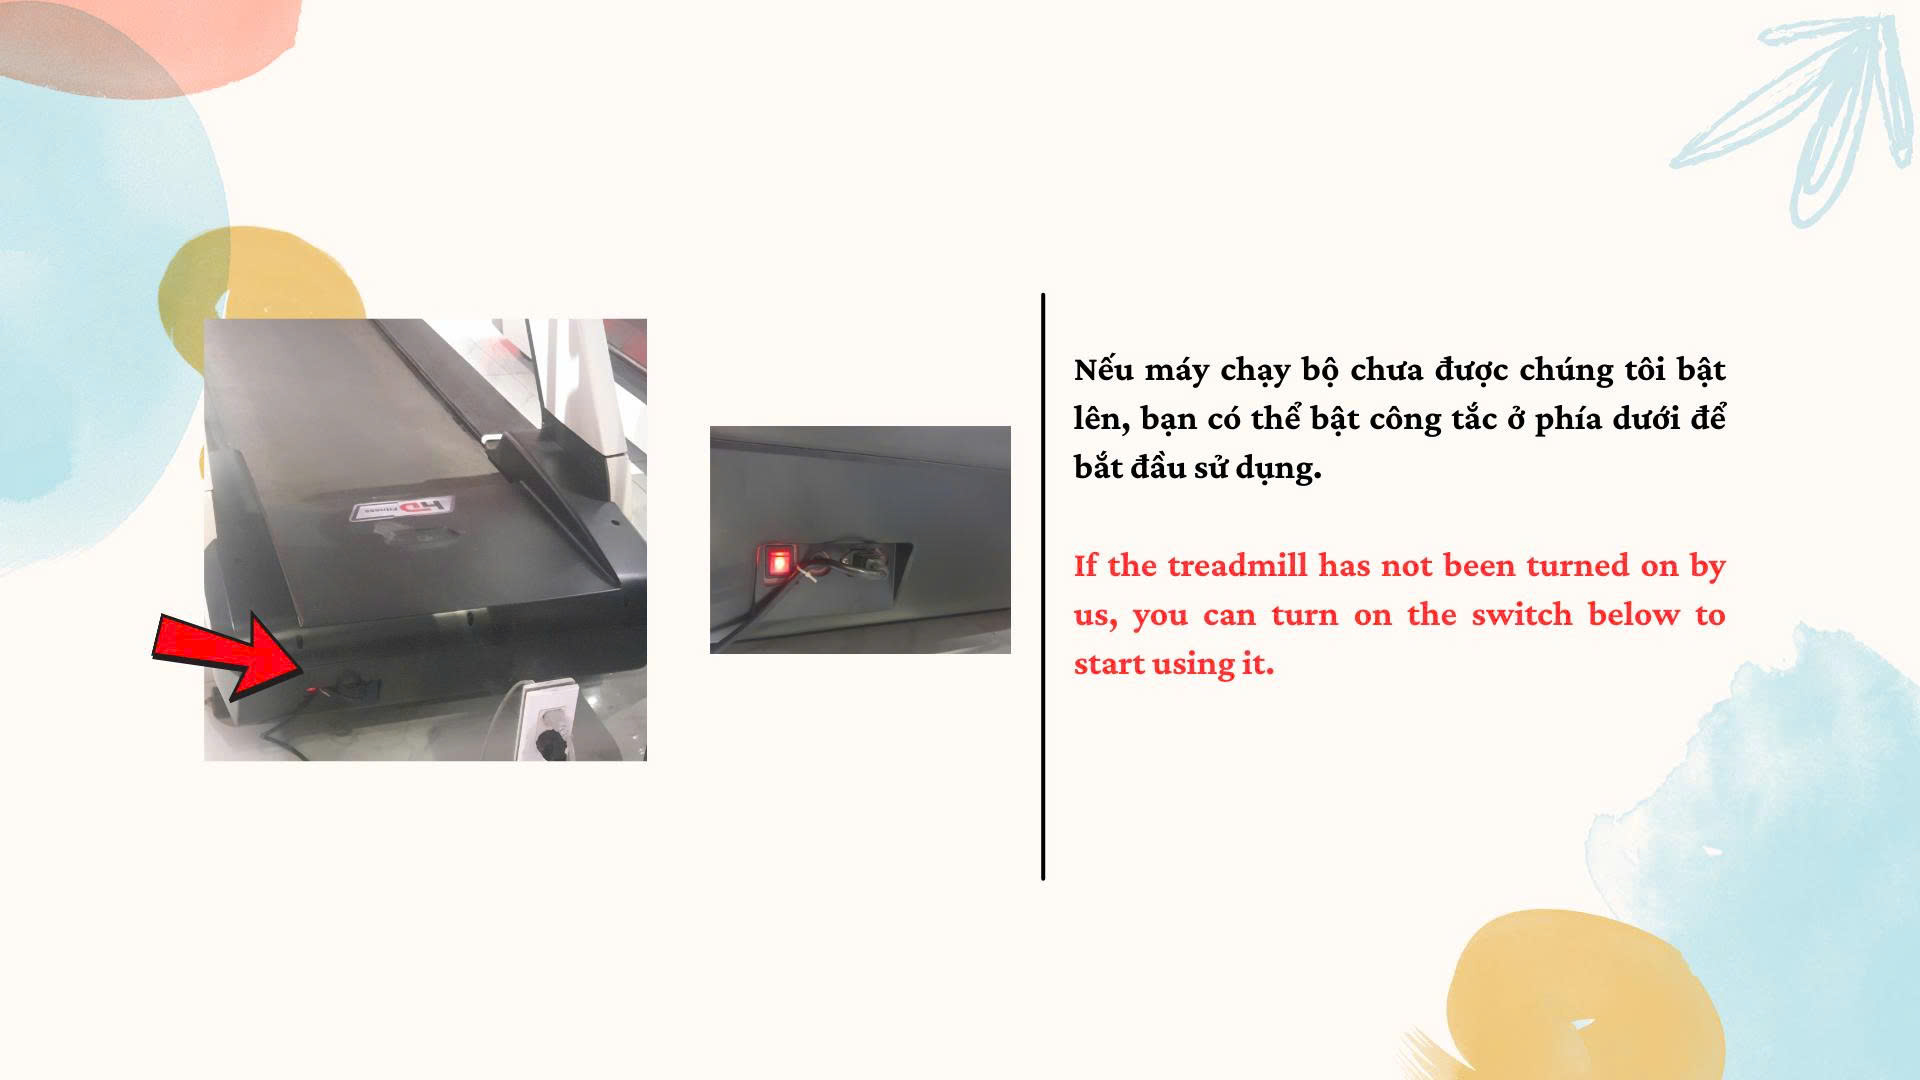 HD Fitness
Nếu máy chạy bộ chưa được chúng tôi bật
lên, bạn có thể bật công tắc ở phía dưới để
bắt đầu sử dụng.
If the treadmill has not been turned on by
us, you can turn on the switch below to
start using it.